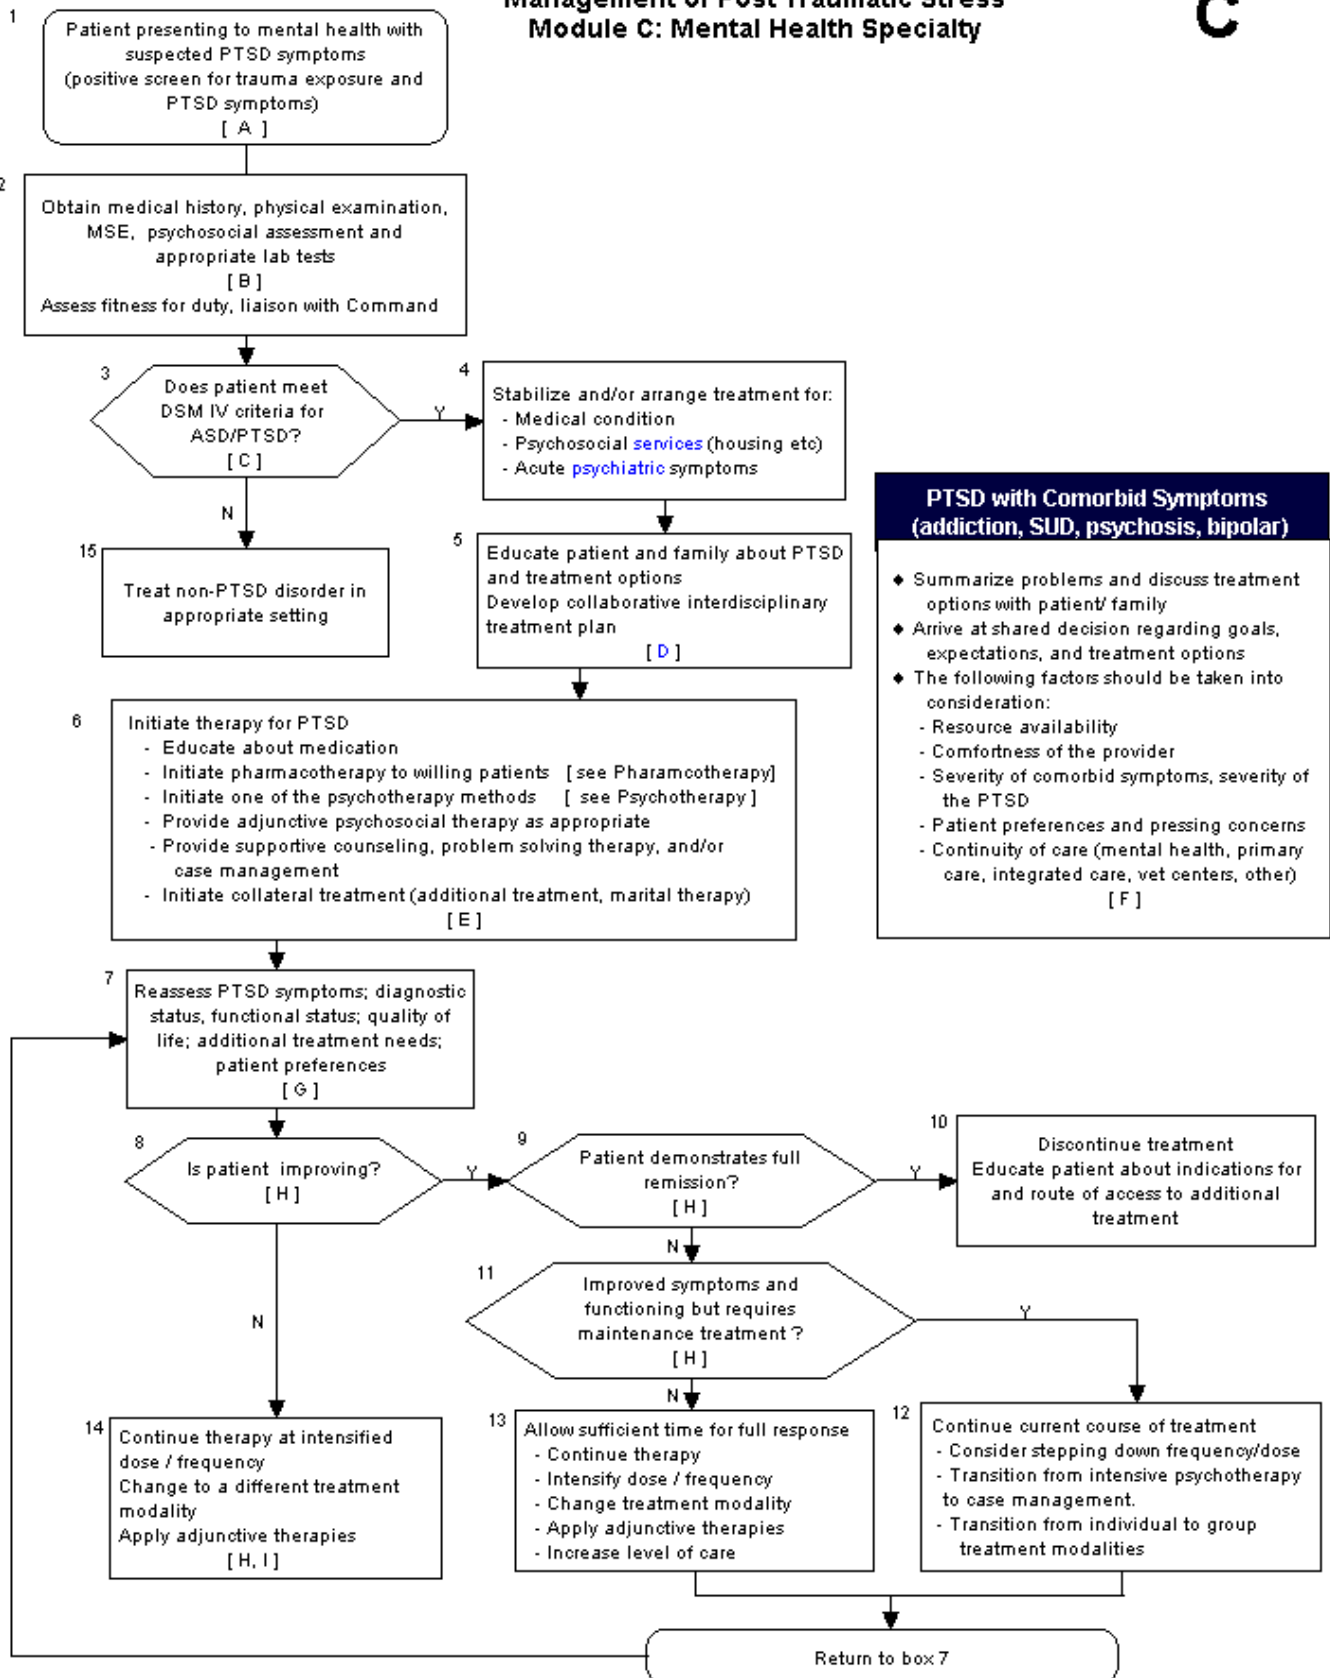 Management of Post Traumatic Stress
Module C: Mental Health Specialty
C
1
Patient presenting to mental health with
suspected PTSD symptoms
(positive screen for trauma exposure and
PTSD symptoms)
[ A ]
2
Obtain medical history, physical examination,
MSE, psychosocial assessment and
appropriate lab tests
[ B ]
Assess fitness for duty, liaison with Command
3
Does patient meet
DSM IV criteria for
ASD/PTSD?
[ C ]
Y
N
4
Stabilize and/or arrange treatment for:
- Medical condition
- Psychosocial services (housing etc)
- Acute psychiatric symptoms
15
Treat non-PTSD disorder in
appropriate setting
5
Educate patient and family about PTSD
and treatment options
Develop collaborative interdisciplinary
treatment plan
[ D ]
PTSD with Comorbid Symptoms
(addiction, SUD, psychosis, bipolar)
♦ Summarize problems and discuss treatment
options with patient/ family
♦ Arrive at shared decision regarding goals,
expectations, and treatment options
♦ The following factors should be taken into
consideration:
- Resource availability
- Comfortness of the provider
- Severity of comorbid symptoms, severity of
the PTSD
- Patient preferences and pressing concerns
- Continuity of care (mental health, primary
care, integrated care, vet centers, other)
[ F ]
6
Initiate therapy for PTSD
- Educate about medication
- Initiate pharmacotherapy to willing patients [ see Pharamcotherapy]
- Initiate one of the psychotherapy methods [ see Psychotherapy ]
- Provide adjunctive psychosocial therapy as appropriate
- Provide supportive counseling, problem solving therapy, and/or
case management
- Initiate collateral treatment (additional treatment, marital therapy)
[ E ]
7
Reassess PTSD symptoms; diagnostic
status, functional status; quality of
life; additional treatment needs;
patient preferences
[ G ]
8
Is patient improving?
[ H ]
Y
N
9
Patient demonstrates full
remission?
[ H ]
Y
N
10
Discontinue treatment
Educate patient about indications for
and route of access to additional
treatment
11
Improved symptoms and
functioning but requires
maintenance treatment ?
[ H ]
Y
N
14
Continue therapy at intensified
dose / frequency
Change to a different treatment
modality
Apply adjunctive therapies
[ H, I ]
13
Allow sufficient time for full response
- Continue therapy
- Intensify dose / frequency
- Change treatment modality
- Apply adjunctive therapies
- Increase level of care
12
Continue current course of treatment
- Consider stepping down frequency/dose
- Transition from intensive psychotherapy
to case management.
- Transition from individual to group
treatment modalities
Return to box 7